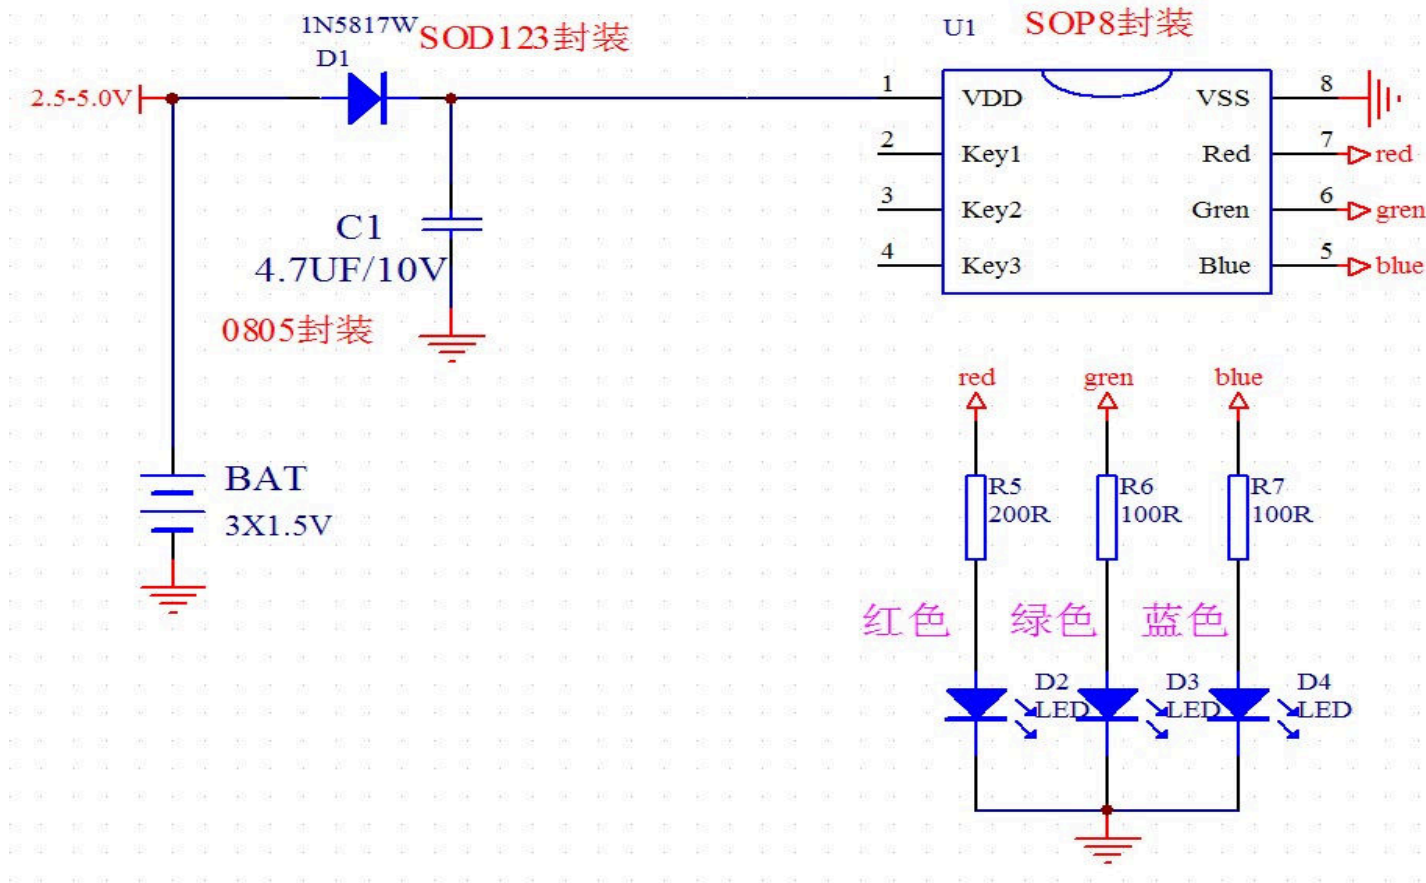 1N5817W
D1
SOD123封装
U1
SOP8封装
2.5-5.0V
1
VDD
VSS
8
2
Key1
Red
7
red
3
Key2
Gren
6
gren
4
Key3
Blue
5
blue
C1
4.7UF/10V
0805封装
red
gren
blue
BAT
3X1.5V
R5
200R
R6
100R
R7
100R
红色
绿色
蓝色
D2
LED
D3
LED
D4
LED